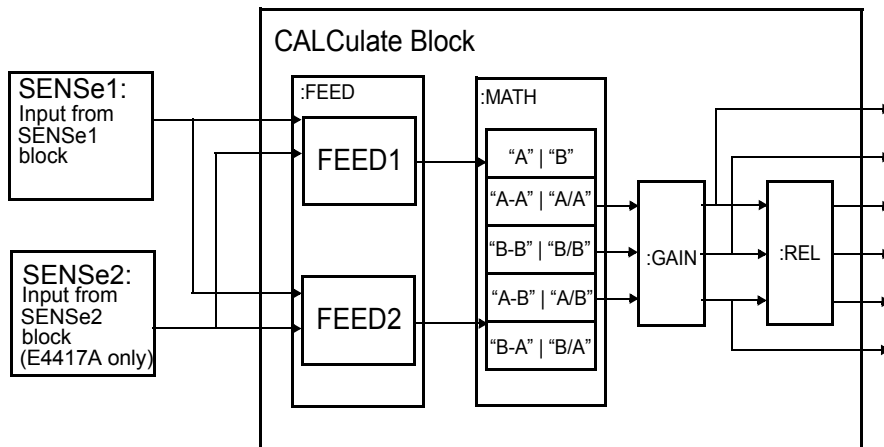 CALCulate Block
SENSe1:
Input from
SENSe1
block
SENSe2:
Input from
SENSe2
block
(E4417A only)
:FEED
FEED1
FEED2
:MATH
“A” | “B”
“A-A” | “A/A”
“B-B” | “B/B”
“A-B” | “A/B”
“B-A” | “B/A”
:GAIN
:REL